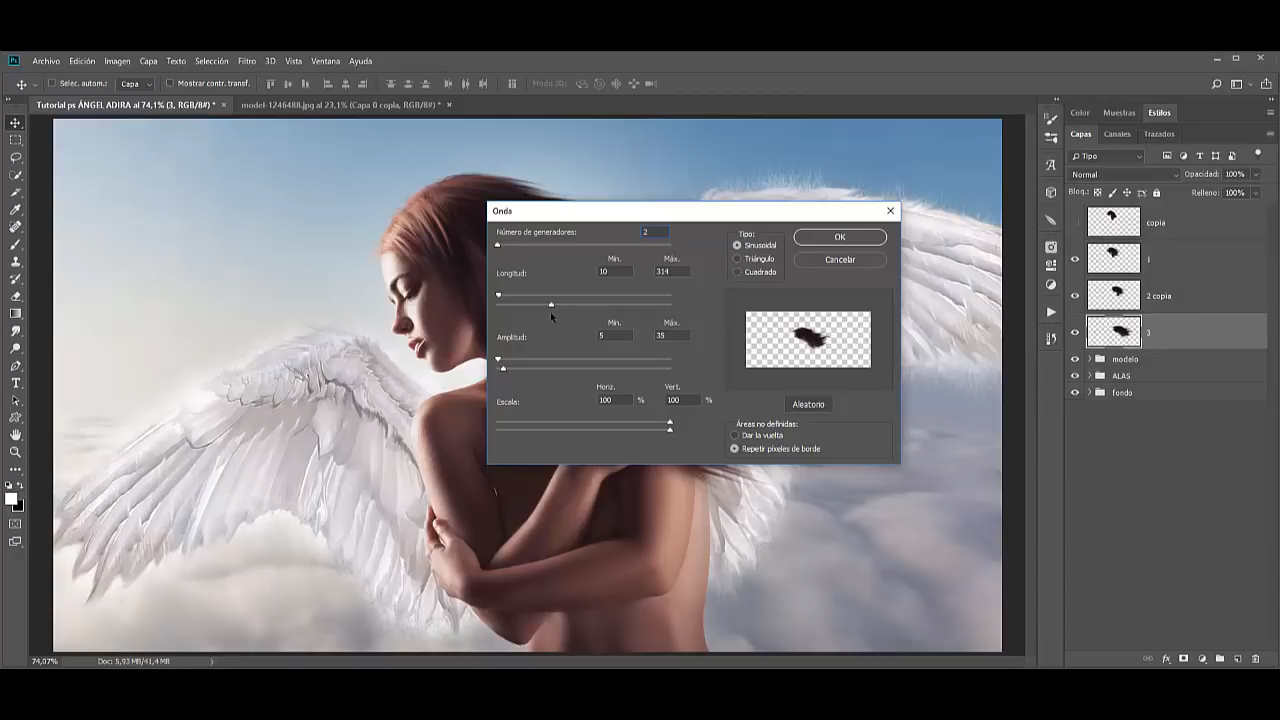 Ps
Archivo Edición Imagen Capa Texto Selección Filtro 3D Vista Ventana Ayuda
Selec. autom.: Capa Mostrar contr. transf. Modo 3D:
Tutorial ps ÁNGEL ADIRA al 74,1% (3, RGB/8#) * × model-1246488.jpg al 23,1% (Capa 0 copia, RGB/8#) * ×
Color Muestras Estilos
Capas Canales Trazados
Tipo
Normal Opacidad: 100%
Bloq.: Relleno: 100%
copia
1
2 copia
3
modelo
ALAS
fondo
Onda
Número de generadores: 2
Mín. Máx.
Longitud: 10 314
Mín. Máx.
Amplitud: 5 35
Horiz. Vert.
Escala: 100 % 100 %
Tipo:
Sinusoidal
Triángulo
Cuadrado
OK
Cancelar
Aleatorio
Áreas no definidas:
Dar la vuelta
Repetir píxeles de borde
74,07% Doc: 5,93 MB/41,4 MB